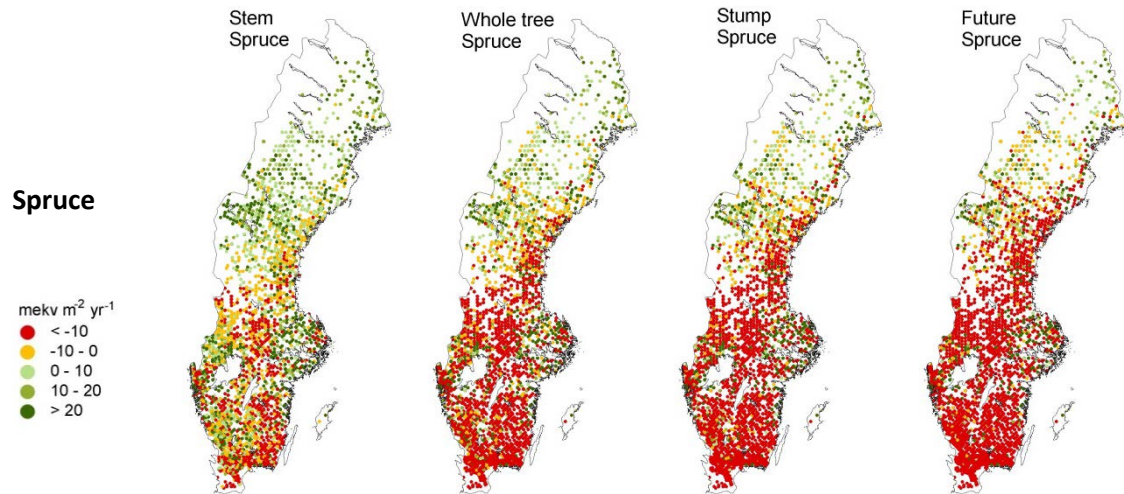 Stem
Spruce
Whole tree
Spruce
Stump
Spruce
Future
Spruce
Spruce
mekv m⁻² yr⁻¹
< -10
-10 - 0
0 - 10
10 - 20
> 20